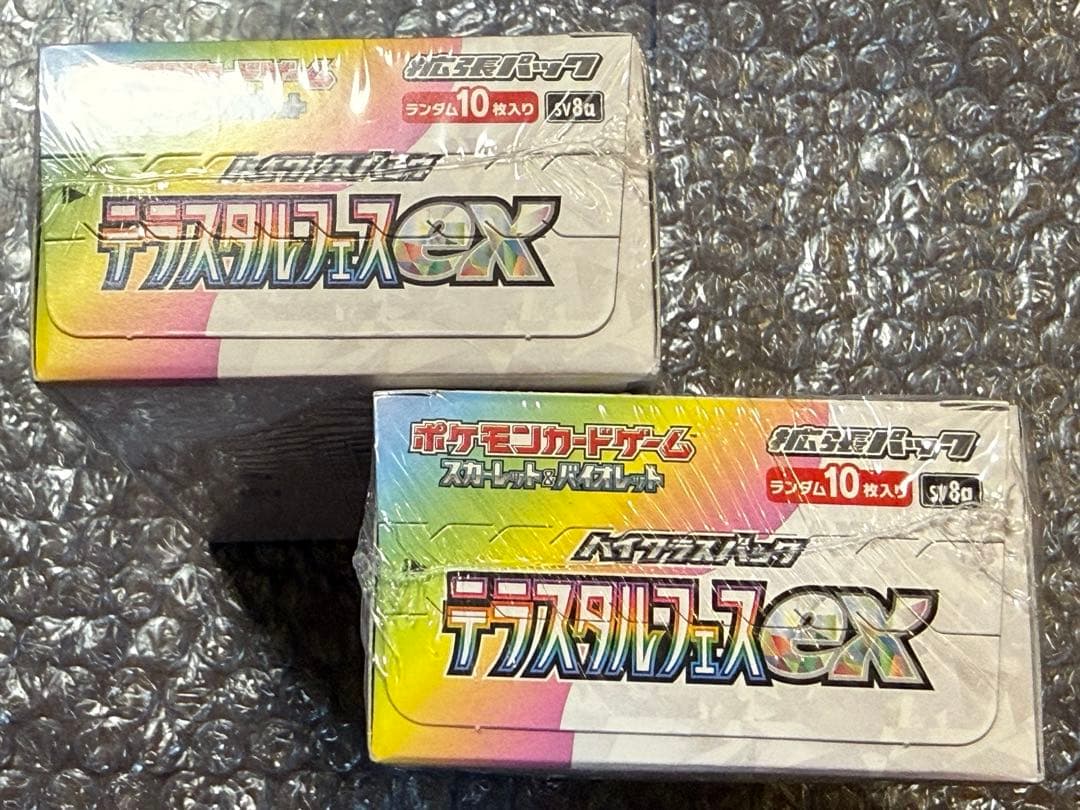 拡張パック
ランダム10枚入り SV8a
ハイクラスパック
テラスタルフェスex
ポケモンカードゲーム
スカーレット&バイオレット
拡張パック
ランダム10枚入り SV8a
ハイクラスパック
テラスタルフェスex